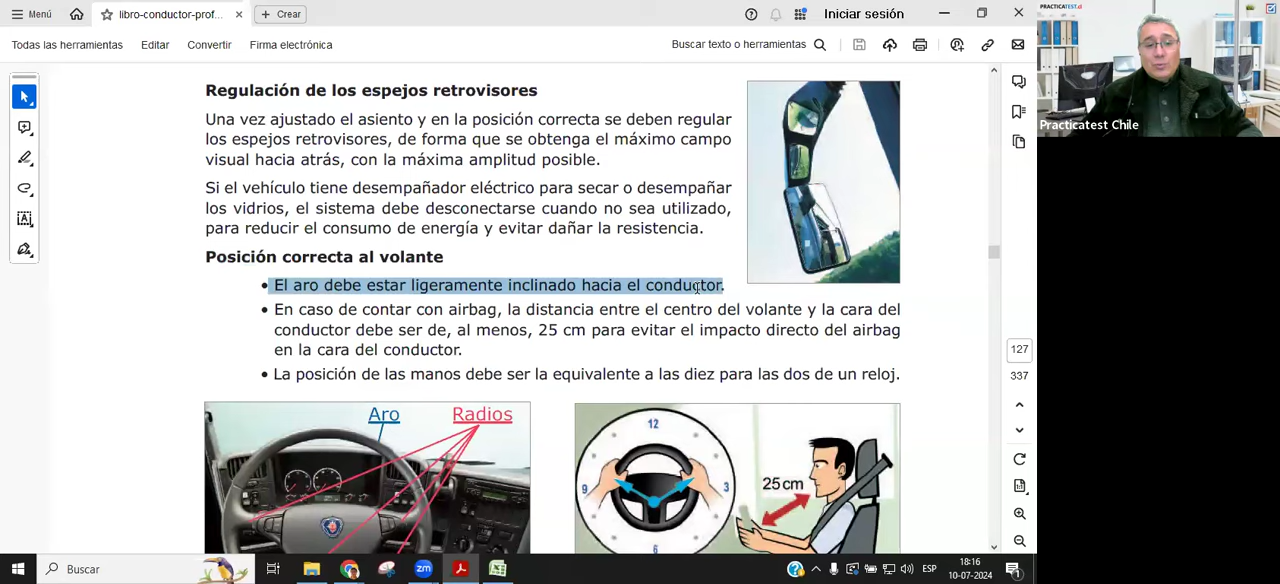 Menú
libro-conductor-prof...
Crear
Iniciar sesión
Todas las herramientas
Editar
Convertir
Firma electrónica
Buscar texto o herramientas
PRACTICATEST.cl
Practicatest Chile
Regulación de los espejos retrovisores
Una vez ajustado el asiento y en la posición correcta se deben regular
los espejos retrovisores, de forma que se obtenga el máximo campo
visual hacia atrás, con la máxima amplitud posible.
Si el vehículo tiene desempañador eléctrico para secar o desempañar
los vidrios, el sistema debe desconectarse cuando no sea utilizado,
para reducir el consumo de energía y evitar dañar la resistencia.
Posición correcta al volante
• El aro debe estar ligeramente inclinado hacia el conductor.
• En caso de contar con airbag, la distancia entre el centro del volante y la cara del
conductor debe ser de, al menos, 25 cm para evitar el impacto directo del airbag
en la cara del conductor.
• La posición de las manos debe ser la equivalente a las diez para las dos de un reloj.
127
337
Aro
Radios
12
9
3
6
25 cm
Buscar
zm
ESP
18:16
10-07-2024
1